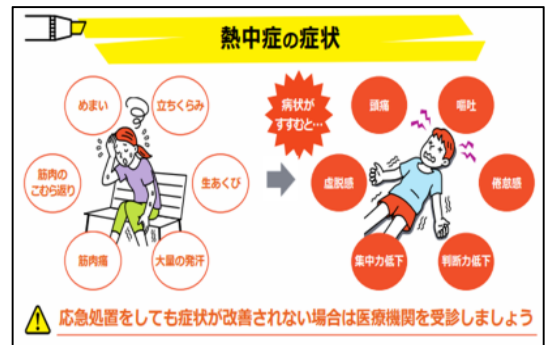 熱中症の症状
めまい
立ちくらみ
筋肉の
こむら返り
生あくび
筋肉痛
大量の発汗
病状が
すすむと…
頭痛
嘔吐
虚脱感
倦怠感
集中力低下
判断力低下
応急処置をしても症状が改善されない場合は医療機関を受診しましょう